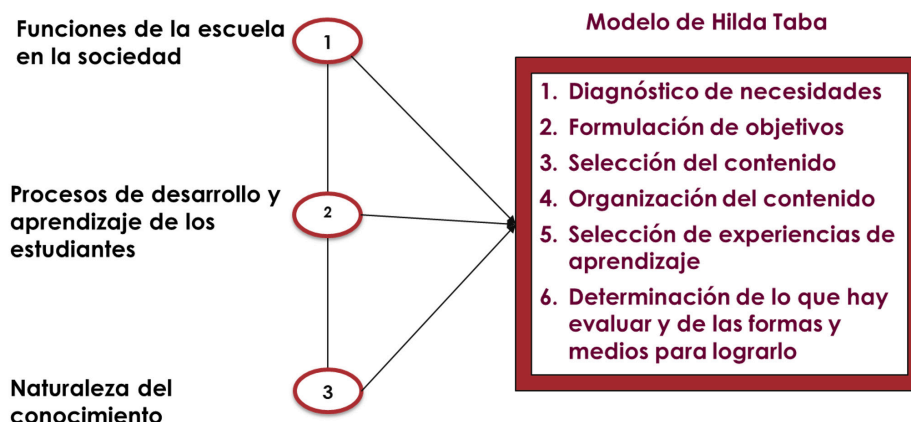 Funciones de la escuela
en la sociedad
1
Procesos de desarrollo y
aprendizaje de los
estudiantes
2
Naturaleza del
conocimiento
3
Modelo de Hilda Taba
1. Diagnóstico de necesidades
2. Formulación de objetivos
3. Selección del contenido
4. Organización del contenido
5. Selección de experiencias de
aprendizaje
6. Determinación de lo que hay
evaluar y de las formas y
medios para lograrlo